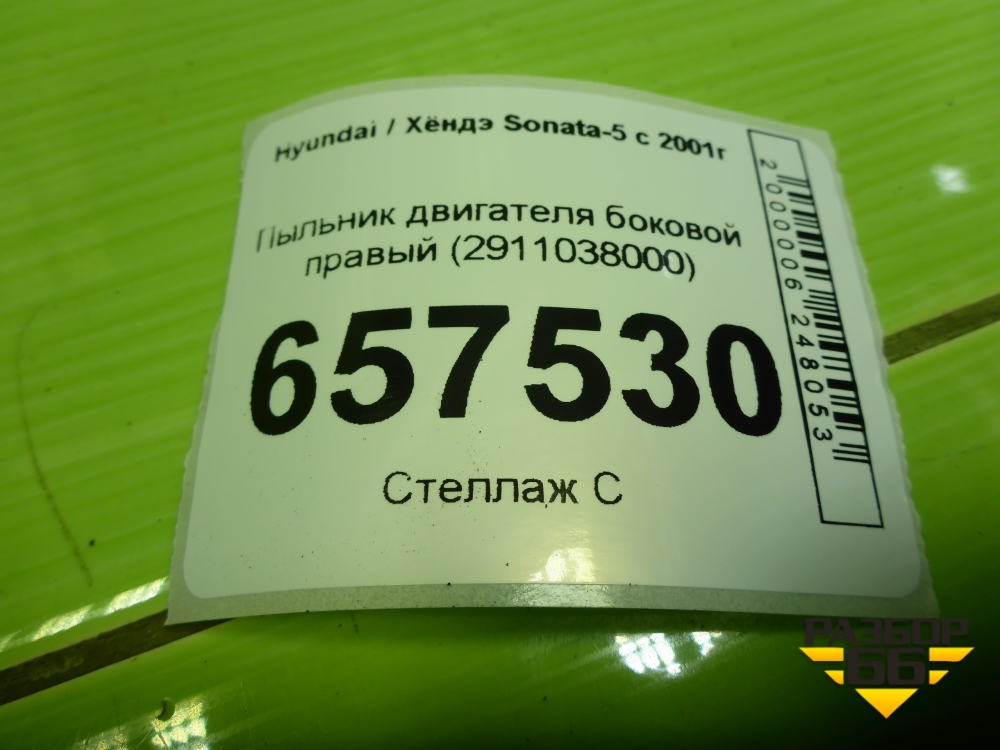 Hyundai / Хёндэ Sonata-5 с 2001г
Пыльник двигателя боковой
правый (2911038000)
657530
Стеллаж С
2000006248053
РАЗБОР
66